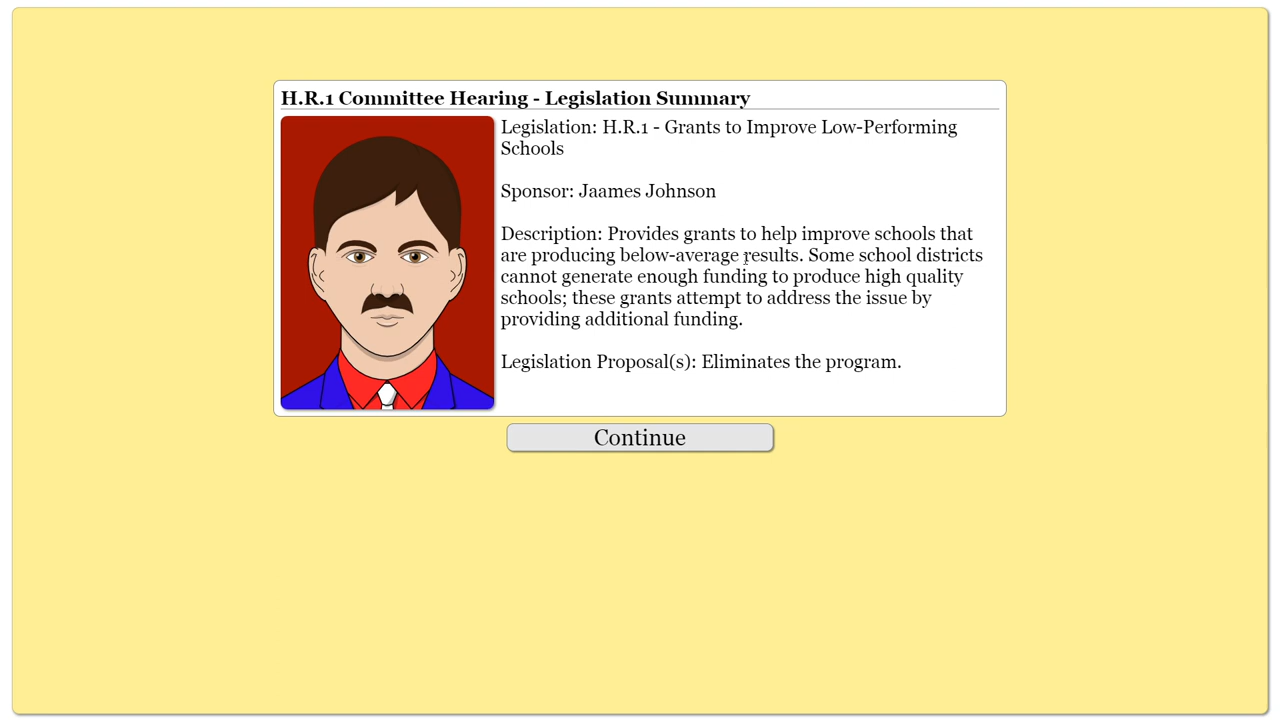 H.R.1 Committee Hearing - Legislation Summary
Legislation: H.R.1 - Grants to Improve Low-Performing
Schools
Sponsor: Jaames Johnson
Description: Provides grants to help improve schools that
are producing below-average results. Some school districts
cannot generate enough funding to produce high quality
schools; these grants attempt to address the issue by
providing additional funding.
Legislation Proposal(s): Eliminates the program.
Continue